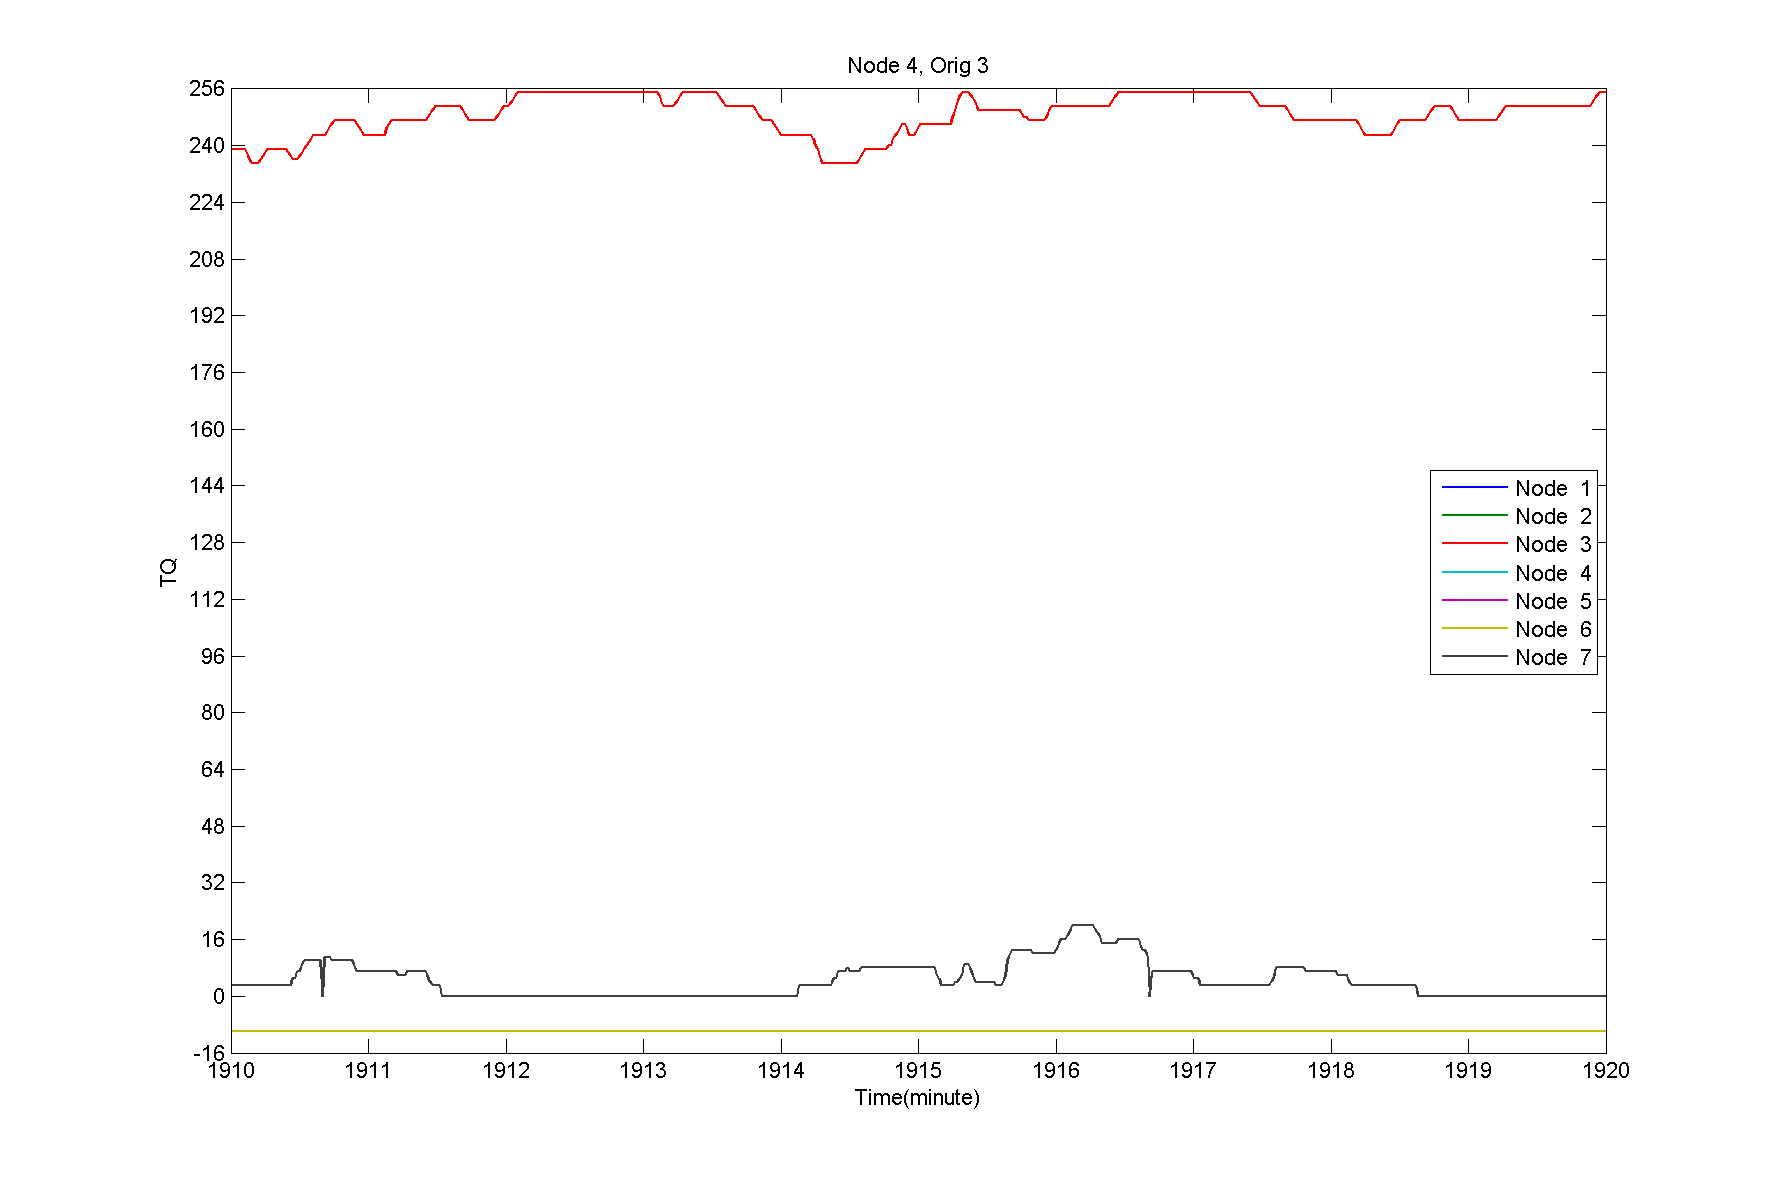 Node 4, Orig 3
256
240
224
208
192
176
160
144
128
112
96
80
64
48
32
16
0
-16
TQ
Node 1
Node 2
Node 3
Node 4
Node 5
Node 6
Node 7
1910 1911 1912 1913 1914 1915 1916 1917 1918 1919 1920
Time(minute)